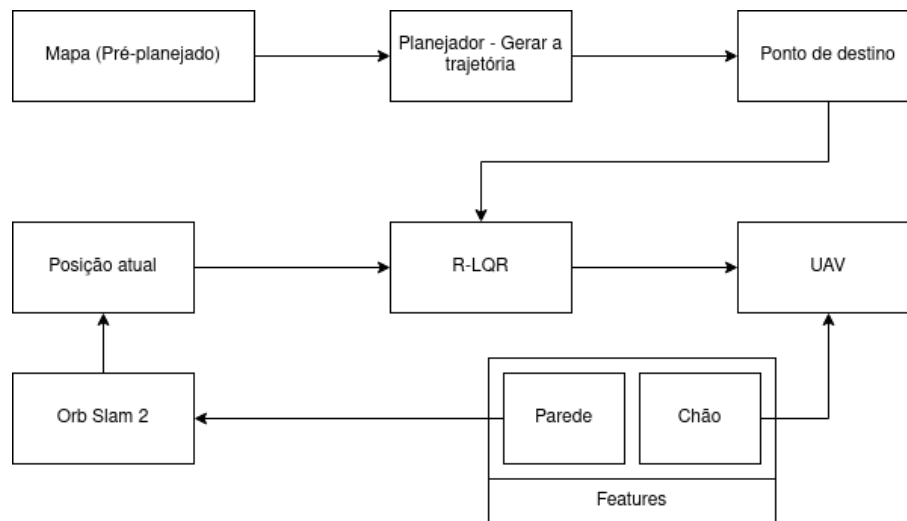 Mapa (Pré-planejado)
Planejador - Gerar a
trajetória
Ponto de destino
Posição atual
R-LQR
UAV
Orb Slam 2
Parede
Chão
Features